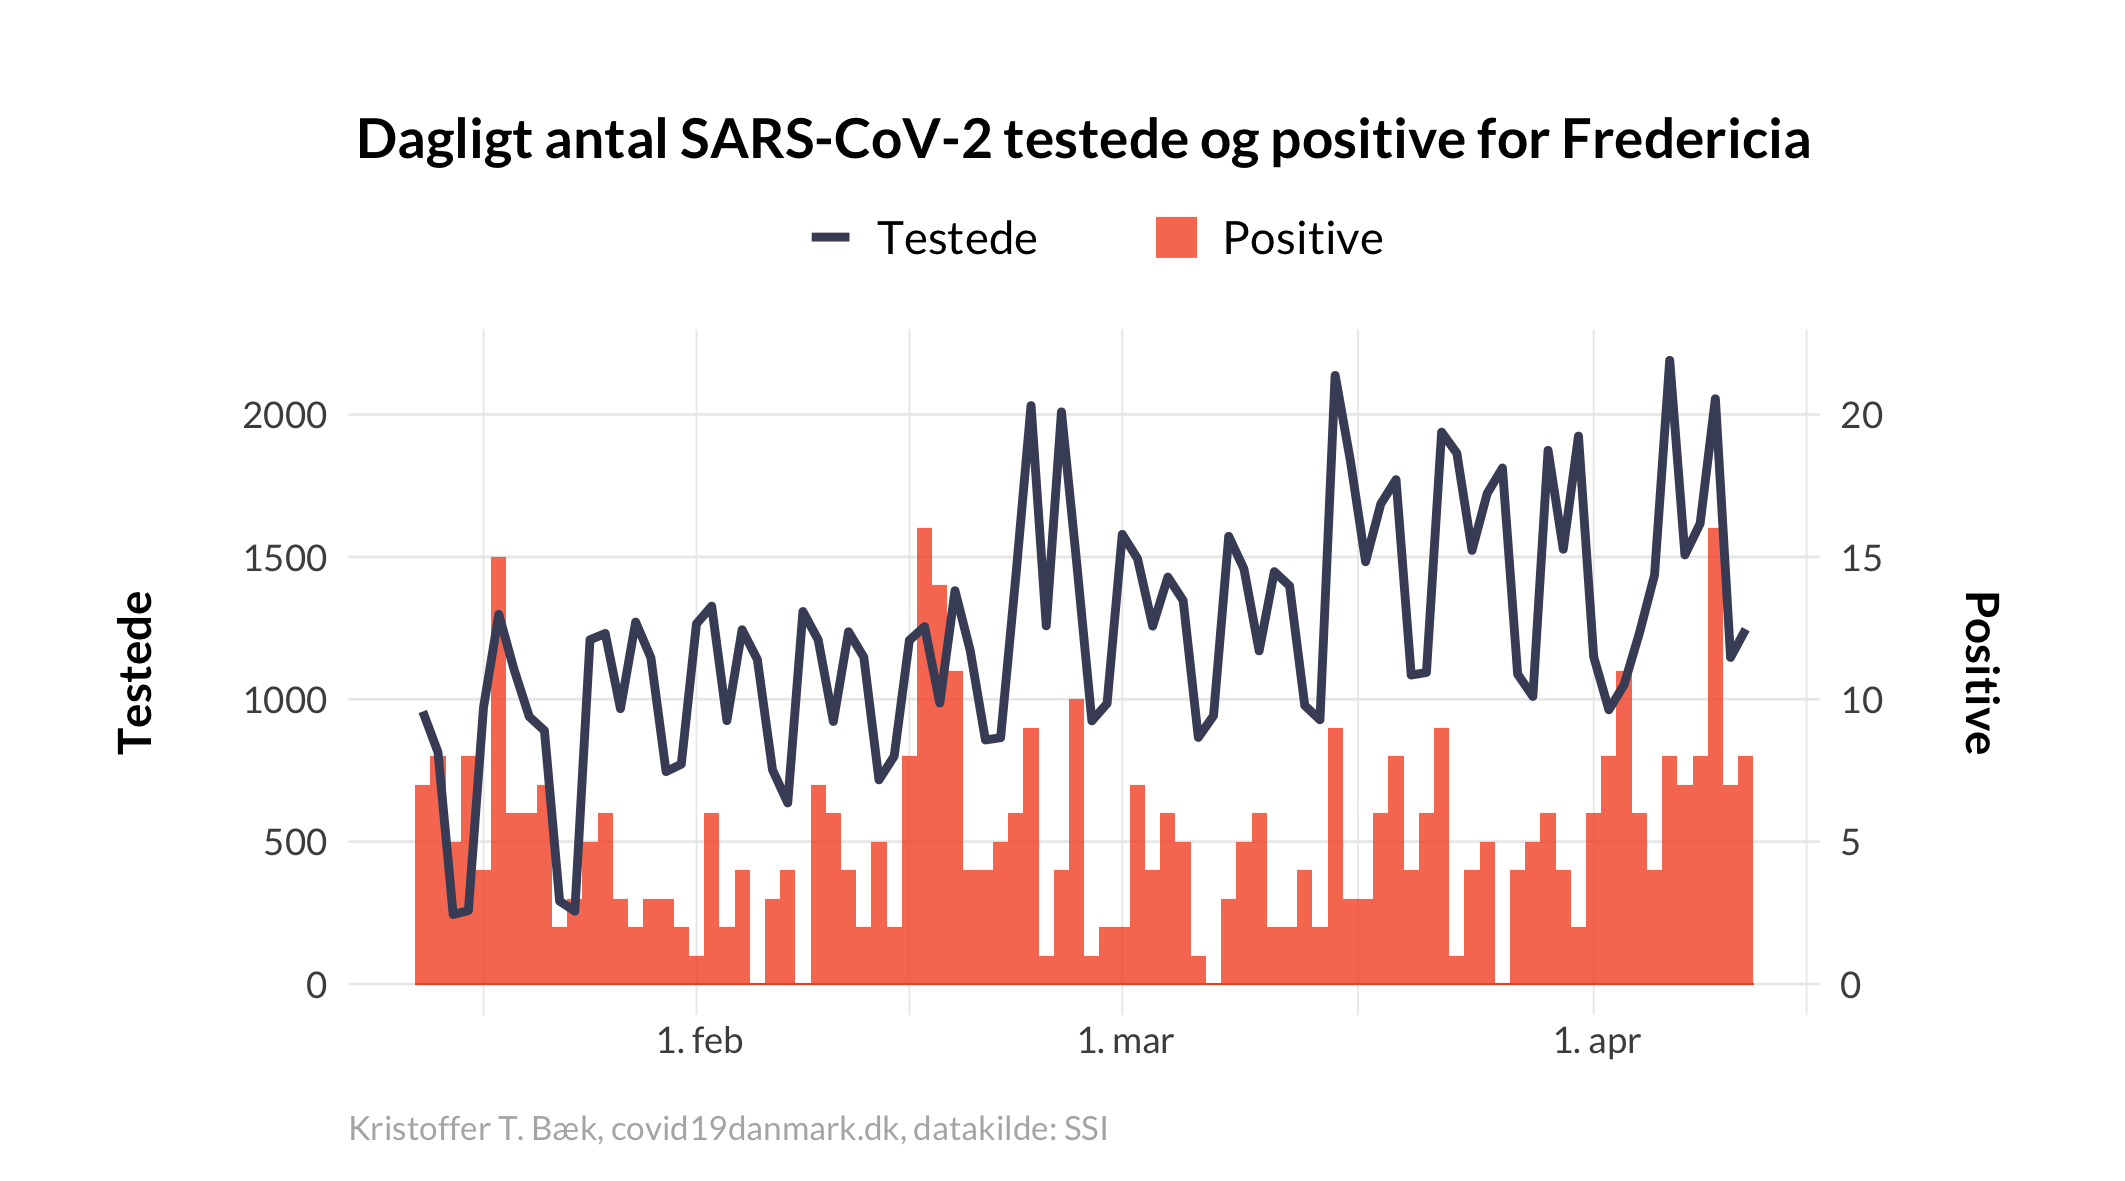 Dagligt antal SARS-CoV-2 testede og positive for Fredericia
Testede
Positive
Testede
2000
1500
1000
500
0
20
15
10
5
0
Positive
1. feb
1. mar
1. apr
Kristoffer T. Bæk, covid19danmark.dk, datakilde: SSI